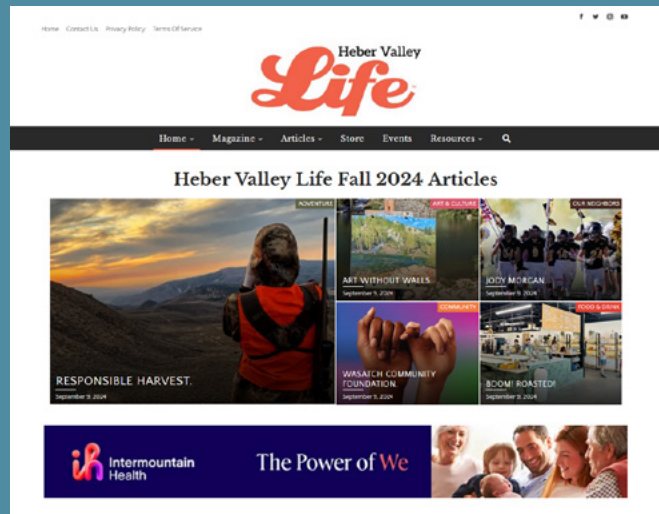 Home Contact Us Privacy Policy Terms Of Service
Heber Valley
Life
Home Magazine Articles Store Events Resources
Heber Valley Life Fall 2024 Articles
ADVENTURE
RESPONSIBLE HARVEST.
September 9, 2024
ART & CULTURE
ART WITHOUT WALLS.
September 9, 2024
OUR NEIGHBORS
JODY MORGAN.
September 9, 2024
COMMUNITY
WASATCH COMMUNITY
FOUNDATION.
September 9, 2024
FOOD & DRINK
BOOM! ROASTED!
September 9, 2024
Intermountain
Health
The Power of We